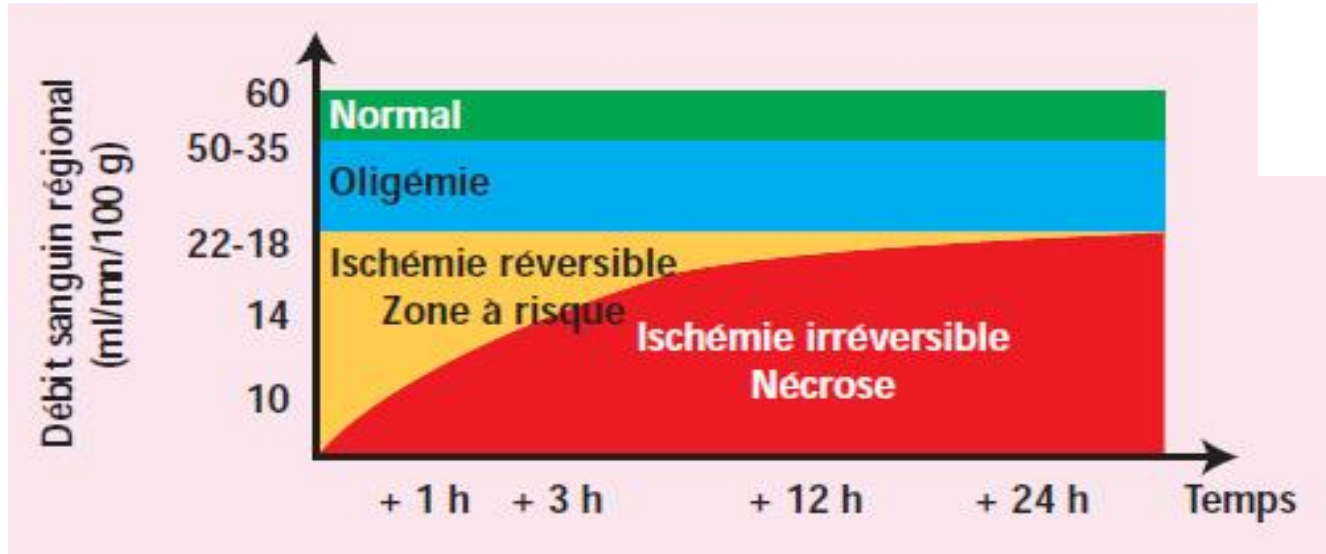 Débit sanguin régional
(ml/mn/100 g)
60
50-35
22-18
14
10
Normal
Oligémie
Ischémie réversible
Zone à risque
Ischémie irréversible
Nécrose
+ 1 h + 3 h + 12 h + 24 h Temps